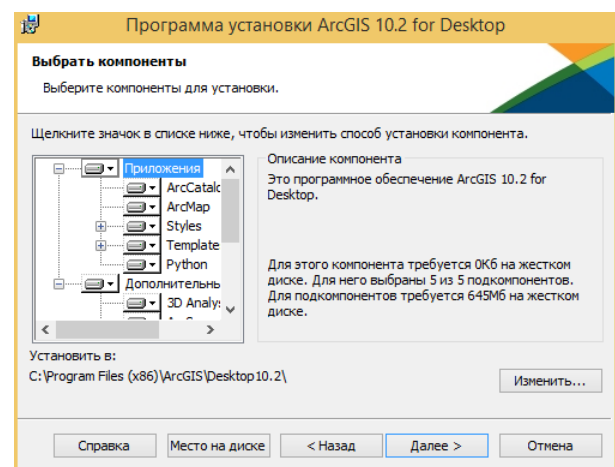 Программа установки ArcGIS 10.2 for Desktop
Выбрать компоненты
Выберите компоненты для установки.
Щелкните значок в списке ниже, чтобы изменить способ установки компонента.
Приложения
ArcCatalo
ArcMap
Styles
Template
Python
Дополнительнь
3D Analy
Описание компонента
Это программное обеспечение ArcGIS 10.2 for
Desktop.
Для этого компонента требуется 0Кб на жестком
диске. Для него выбраны 5 из 5 подкомпонентов.
Для подкомпонентов требуется 645Мб на жестком
диске.
Установить в:
C:\Program Files (x86)\ArcGIS\Desktop10.2\
Изменить...
Справка
Место на диске
< Назад
Далее >
Отмена